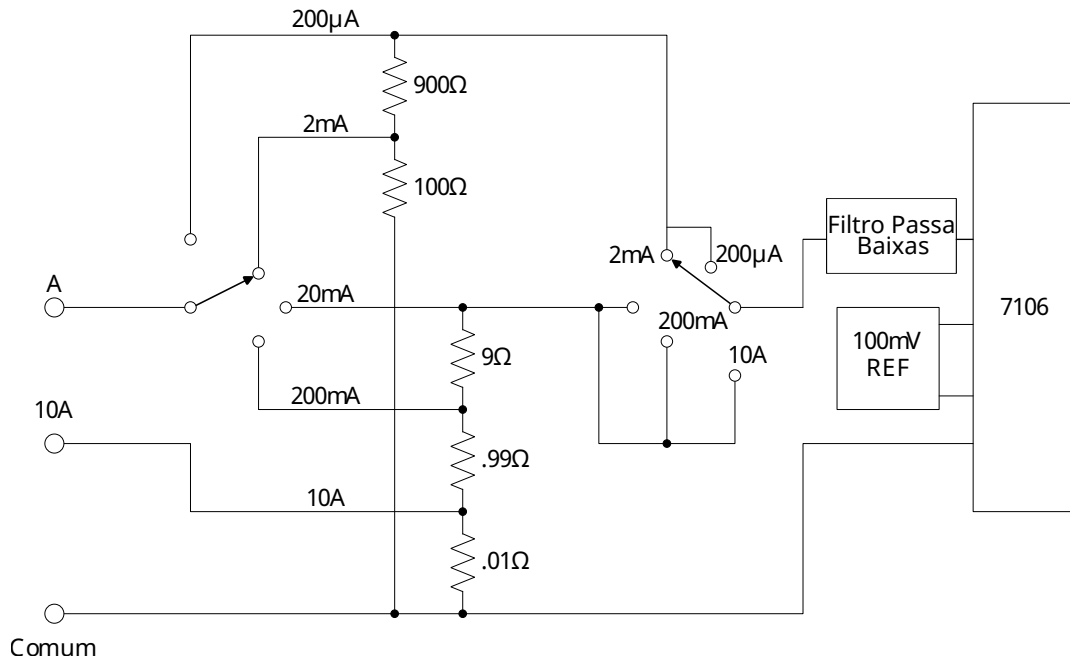 200µA
900Ω
2mA
100Ω
Filtro Passa
Baixas
2mA
200µA
A
20mA
200mA
7106
100mV
REF
10A
9Ω
200mA
10A
.99Ω
10A
.01Ω
Comum